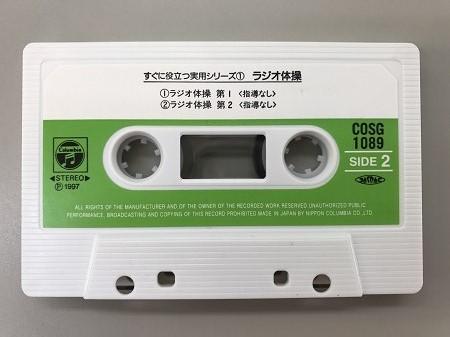 すぐに役立つ実用シリーズ① ラジオ体操
①ラジオ体操 第1〈指導なし〉
②ラジオ体操 第2〈指導なし〉
Columbia
◀STEREO▶
Ⓟ1997
COSG
1089
SIDE 2
ALL RIGHTS OF THE MANUFACTURER AND OF THE OWNER OF THE RECORDED WORK RESERVED UNAUTHORIZED PUBLIC
PERFORMANCE, BROADCASTING AND COPYING OF THIS RECORD PROHIBITED MADE IN JAPAN BY NIPPON COLUMBIA CO.,LTD.